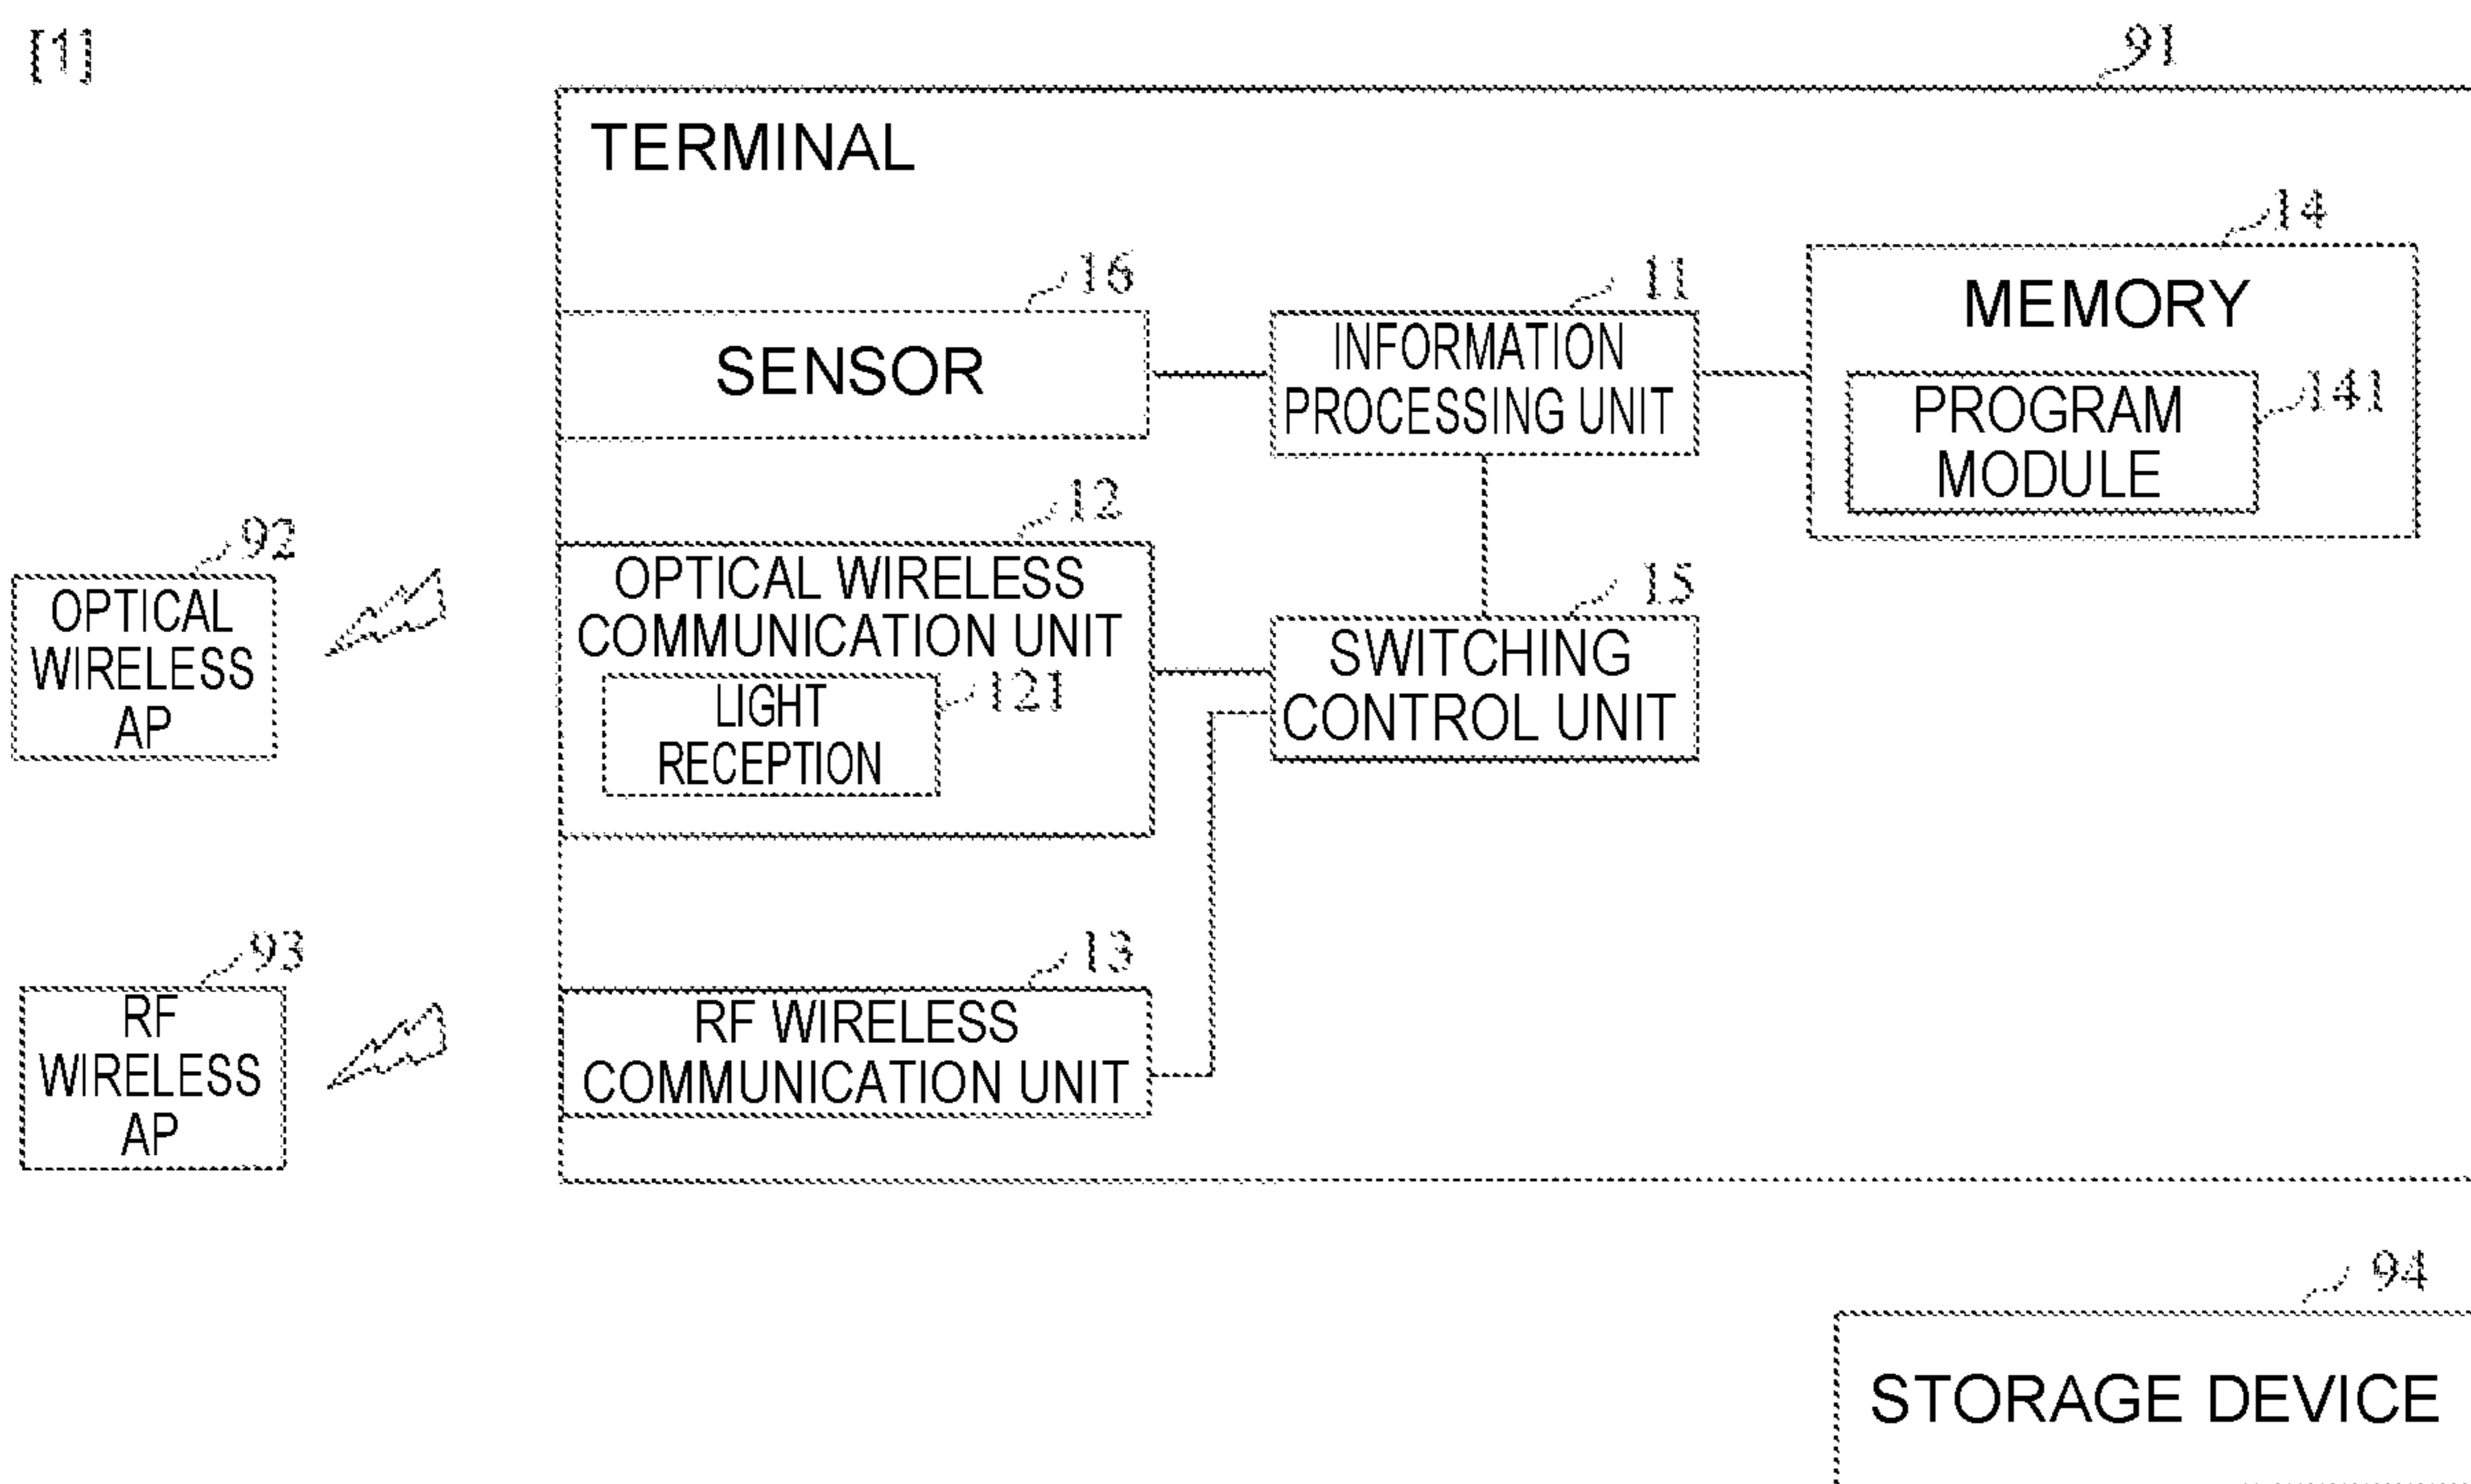 [1]
91
TERMINAL
16
SENSOR
11
INFORMATION
PROCESSING UNIT
14
MEMORY
PROGRAM
MODULE
141
92
OPTICAL
WIRELESS
AP
12
OPTICAL WIRELESS
COMMUNICATION UNIT
LIGHT
RECEPTION
121
15
SWITCHING
CONTROL UNIT
93
RF
WIRELESS
AP
13
RF WIRELESS
COMMUNICATION UNIT
94
STORAGE DEVICE